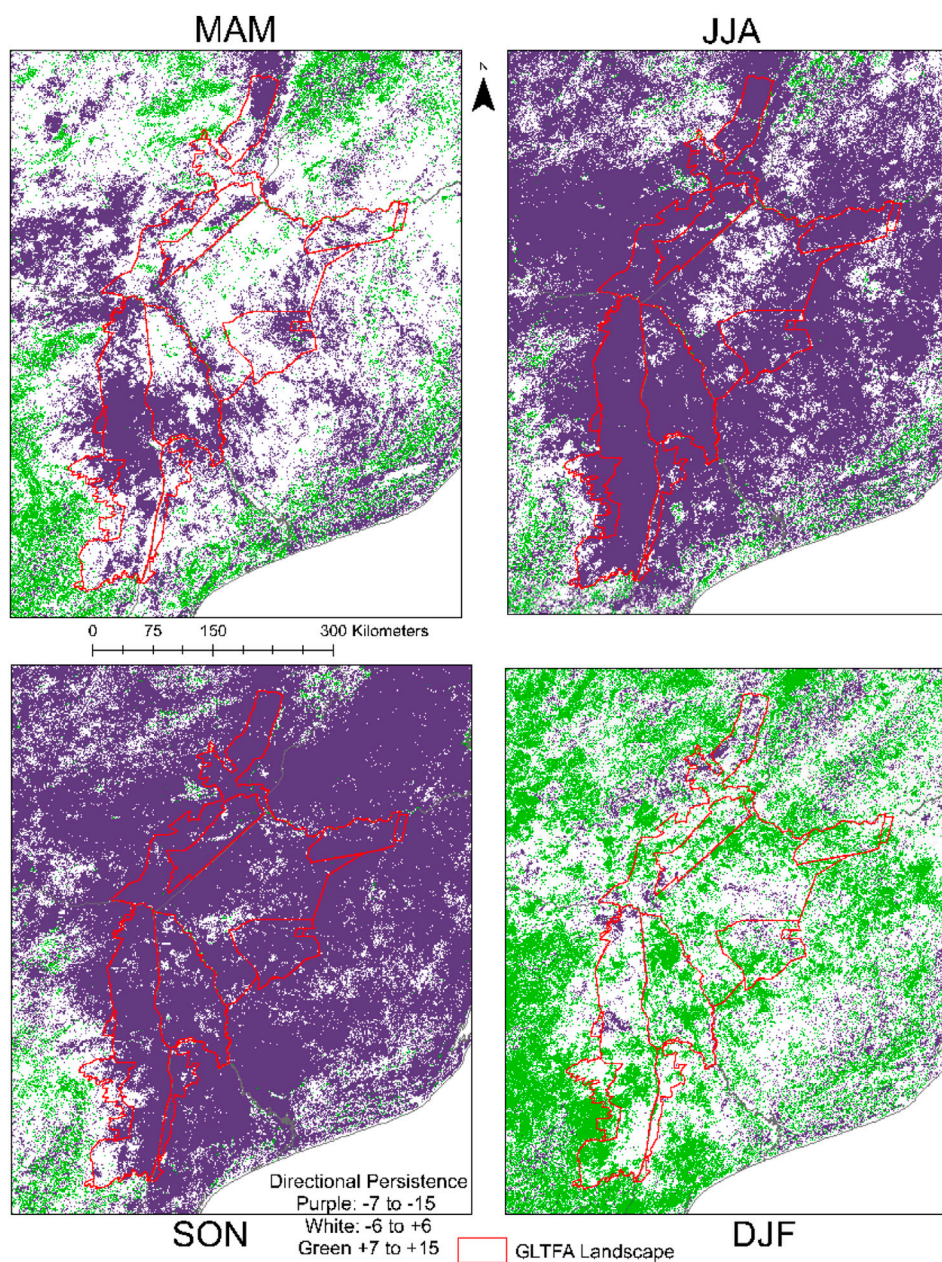 MAM
JJA
N
0 75 150 300 Kilometers
SON
Directional Persistence
Purple: -7 to -15
White: -6 to +6
Green +7 to +15
GLTFA Landscape
DJF